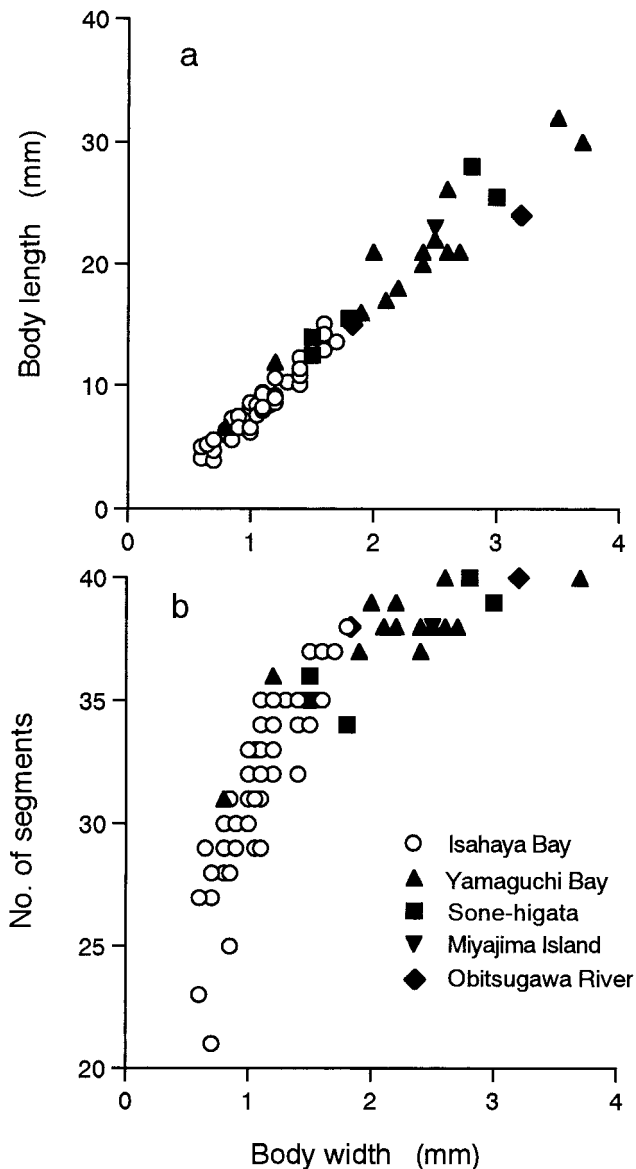 a
Body length (mm)
40
30
20
10
0
0 1 2 3 4
b
No. of segments
40
35
30
25
20
Isahaya Bay
Yamaguchi Bay
Sone-higata
Miyajima Island
Obitsugawa River
0 1 2 3 4
Body width (mm)